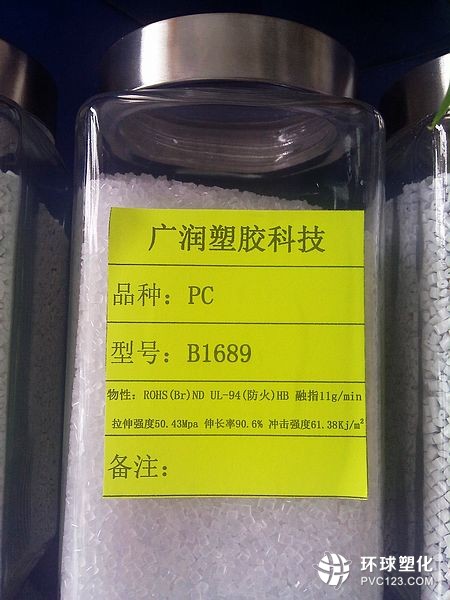 广润塑胶科技
品种：PC
型号：B1689
物性：ROHS(Br)ND UL-94(防火)HB 融指11g/min
拉伸强度50.43Mpa 伸长率90.6% 冲击强度61.38Kj/m²
备注：
环球塑化
PVC123.COM